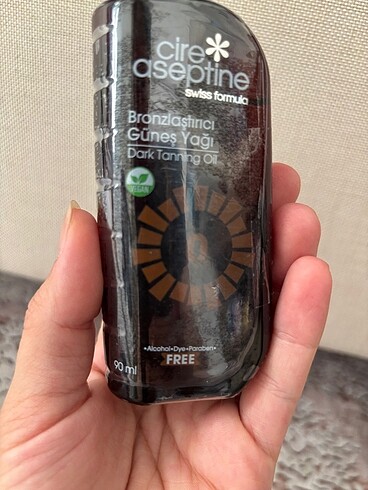 cire
aseptine
swiss formula
Bronzlaştırıcı
Güneş Yağı
Dark Tanning Oil
VEGAN
•Alcohol•Dye•Paraben•
FREE
90 ml